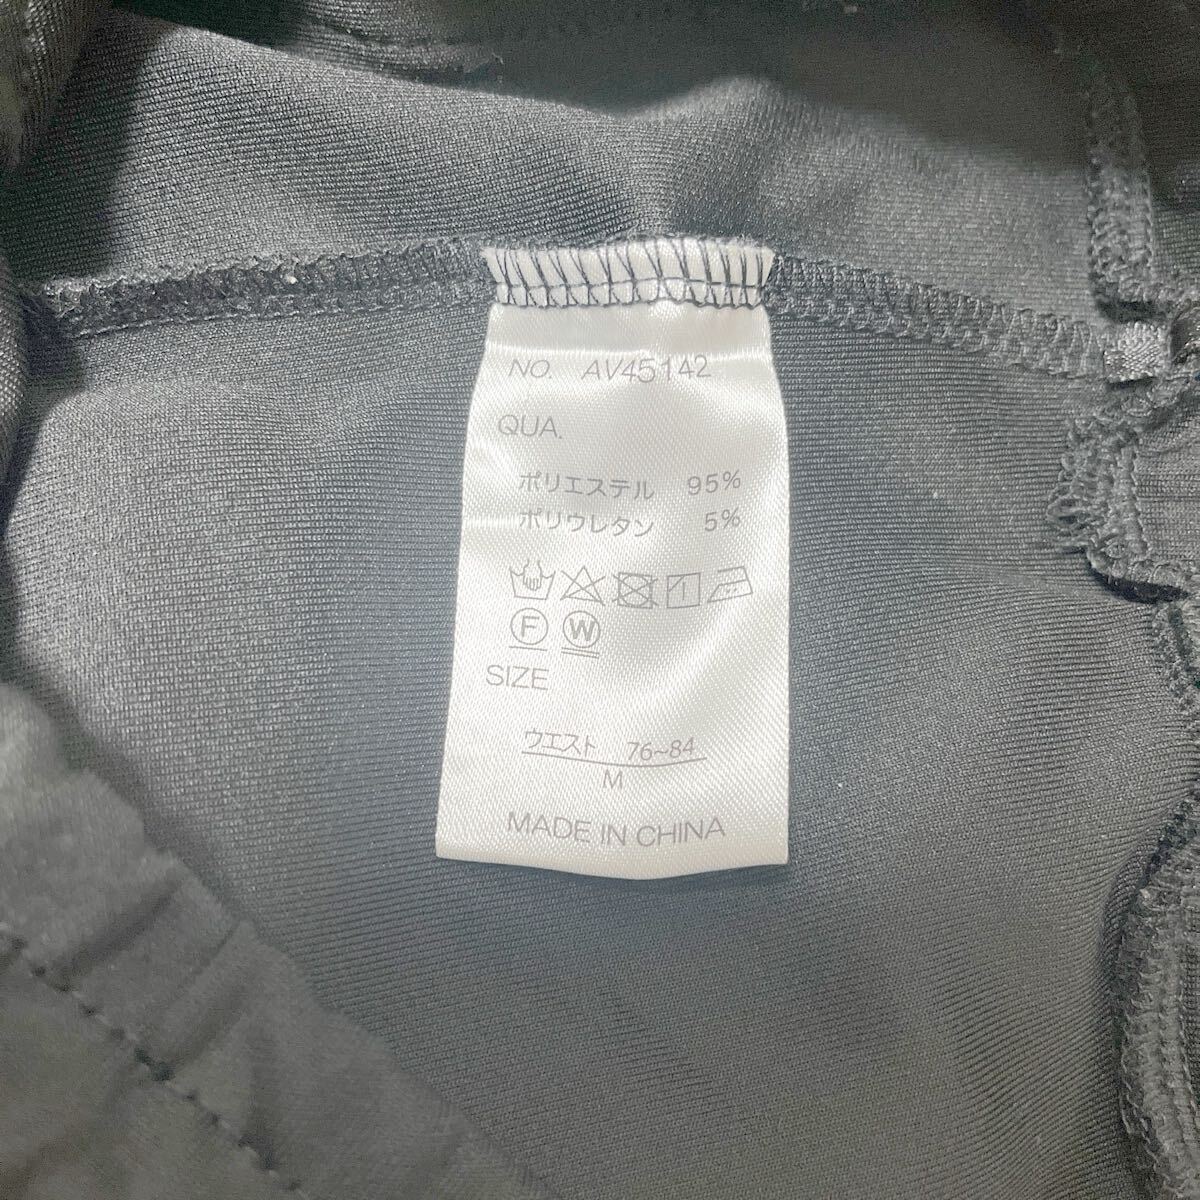 NO. AV45142
QUA.
ポリエステル 95%
ポリウレタン 5%
F W
SIZE
ウエスト 76~84
M
MADE IN CHINA